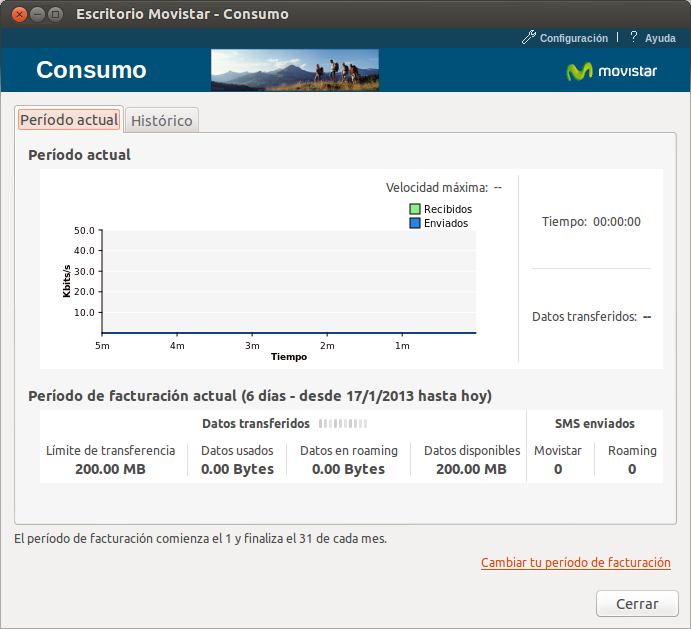 Escritorio Movistar - Consumo
Configuración | ? Ayuda
Consumo
movistar
Período actual
Histórico
Período actual
Velocidad máxima: --
Recibidos
Enviados
50.0
40.0
30.0
20.0
10.0
Kbits/s
5m 4m 3m 2m 1m
Tiempo
Tiempo: 00:00:00
Datos transferidos: --
Período de facturación actual (6 días - desde 17/1/2013 hasta hoy)
Datos transferidos
SMS enviados
Límite de transferencia Datos usados Datos en roaming Datos disponibles Movistar Roaming
200.00 MB 0.00 Bytes 0.00 Bytes 200.00 MB 0 0
El período de facturación comienza el 1 y finaliza el 31 de cada mes.
Cambiar tu período de facturación
Cerrar